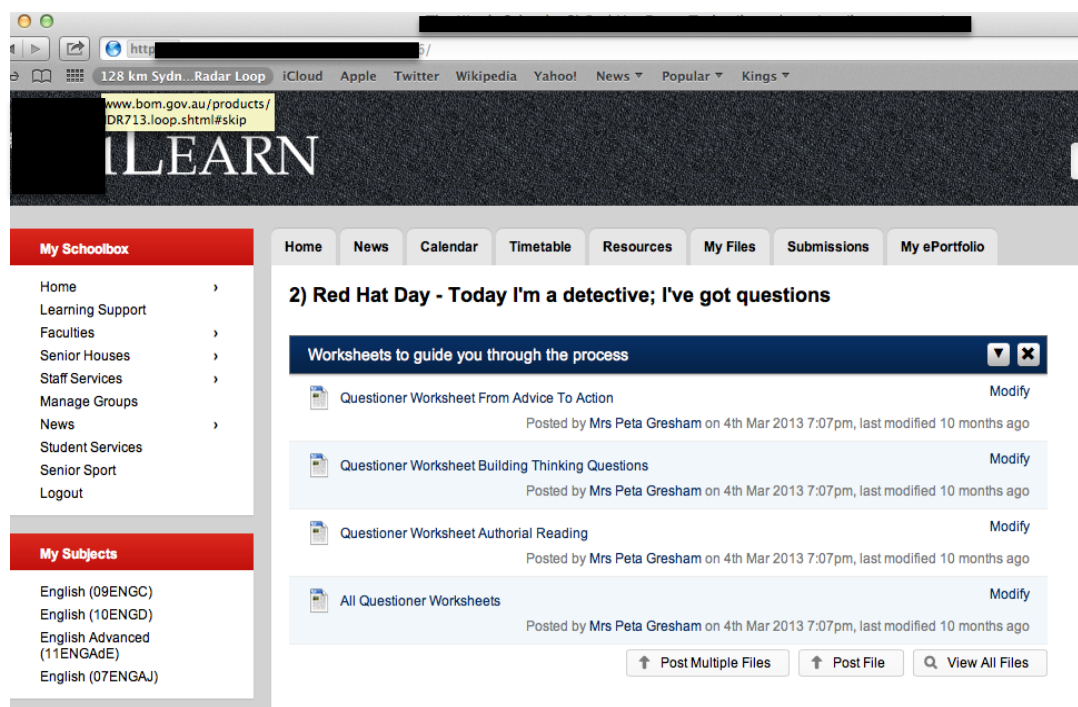 http 6/
128 km Sydn...Radar Loop iCloud Apple Twitter Wikipedia Yahoo! News ▾ Popular ▾ Kings ▾
www.bom.gov.au/products/
IDR713.loop.shtml#skip
LEARN
My Schoolbox
Home ›
Learning Support
Faculties ›
Senior Houses ›
Staff Services ›
Manage Groups
News ›
Student Services
Senior Sport
Logout
My Subjects
English (09ENGC)
English (10ENGD)
English Advanced
(11ENGAdE)
English (07ENGAJ)
Home News Calendar Timetable Resources My Files Submissions My ePortfolio
2) Red Hat Day - Today I'm a detective; I've got questions
Worksheets to guide you through the process
Questioner Worksheet From Advice To Action Modify
Posted by Mrs Peta Gresham on 4th Mar 2013 7:07pm, last modified 10 months ago
Questioner Worksheet Building Thinking Questions Modify
Posted by Mrs Peta Gresham on 4th Mar 2013 7:07pm, last modified 10 months ago
Questioner Worksheet Authorial Reading Modify
Posted by Mrs Peta Gresham on 4th Mar 2013 7:07pm, last modified 10 months ago
All Questioner Worksheets Modify
Posted by Mrs Peta Gresham on 4th Mar 2013 7:07pm, last modified 10 months ago
Post Multiple Files Post File View All Files